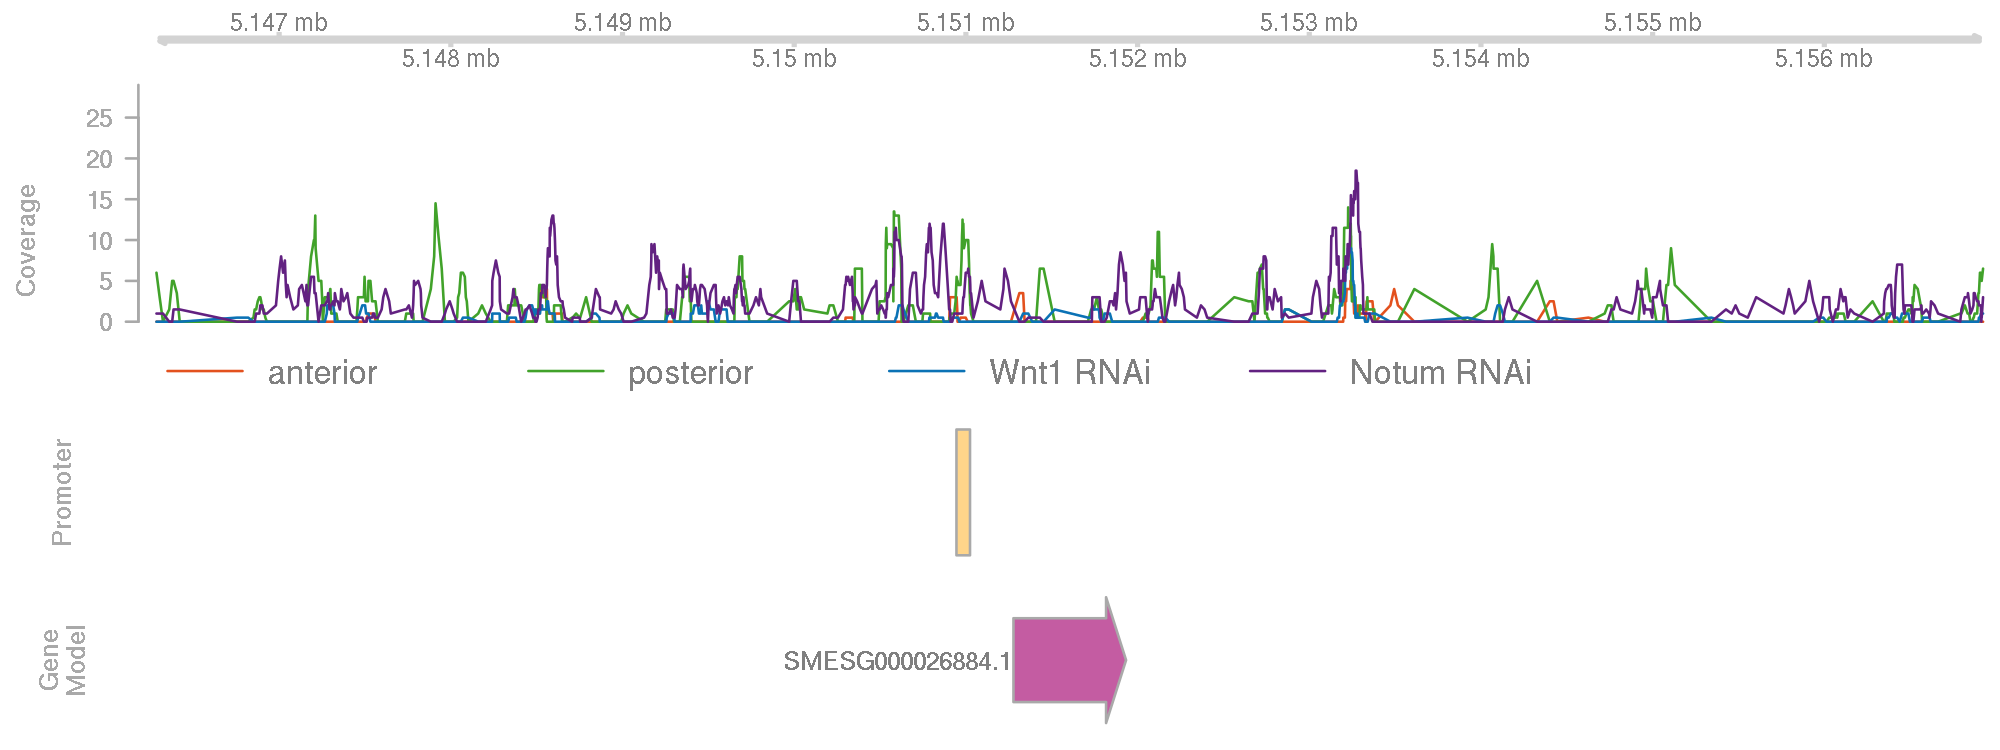 5.147 mb 5.149 mb 5.151 mb 5.153 mb 5.155 mb
5.148 mb 5.15 mb 5.152 mb 5.154 mb 5.156 mb
Coverage
25
20
15
10
5
0
anterior posterior Wnt1 RNAi Notum RNAi
Promoter
Gene
Model
SMESG000026884.1